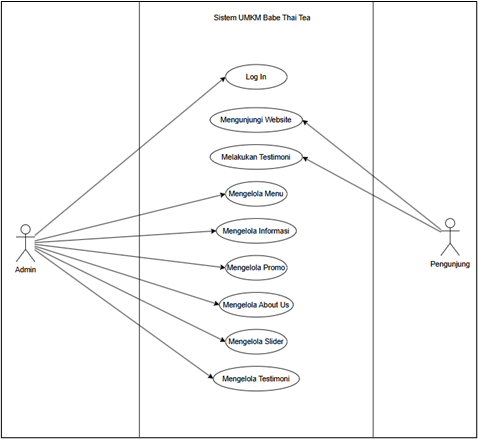 Sistem UMKM Babe Thai Tea
Log In
Mengunjungi Website
Melakukan Testimoni
Mengelola Menu
Mengelola Informasi
Admin
Pengunjung
Mengelola Promo
Mengelola About Us
Mengelola Slider
Mengelola Testimoni